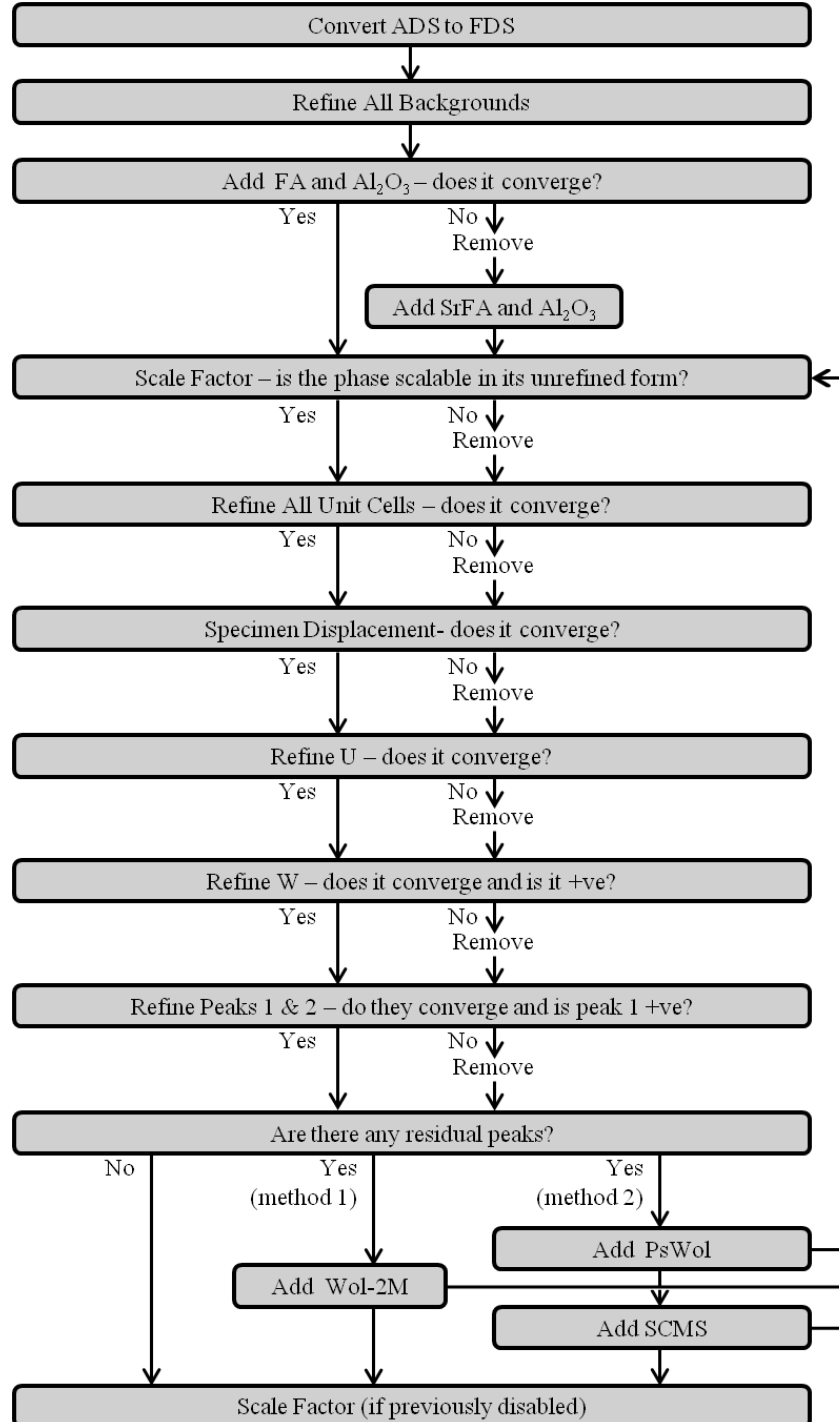 Convert ADS to FDS
Refine All Backgrounds
Add FA and Al₂O₃ – does it converge?
Yes
No
Remove
Add SrFA and Al₂O₃
Scale Factor – is the phase scalable in its unrefined form?
Yes
No
Remove
Refine All Unit Cells – does it converge?
Yes
No
Remove
Specimen Displacement- does it converge?
Yes
No
Remove
Refine U – does it converge?
Yes
No
Remove
Refine W – does it converge and is it +ve?
Yes
No
Remove
Refine Peaks 1 & 2 – do they converge and is peak 1 +ve?
Yes
No
Remove
Are there any residual peaks?
No
Yes
(method 1)
Yes
(method 2)
Add PsWol
Add Wol-2M
Add SCMS
Scale Factor (if previously disabled)